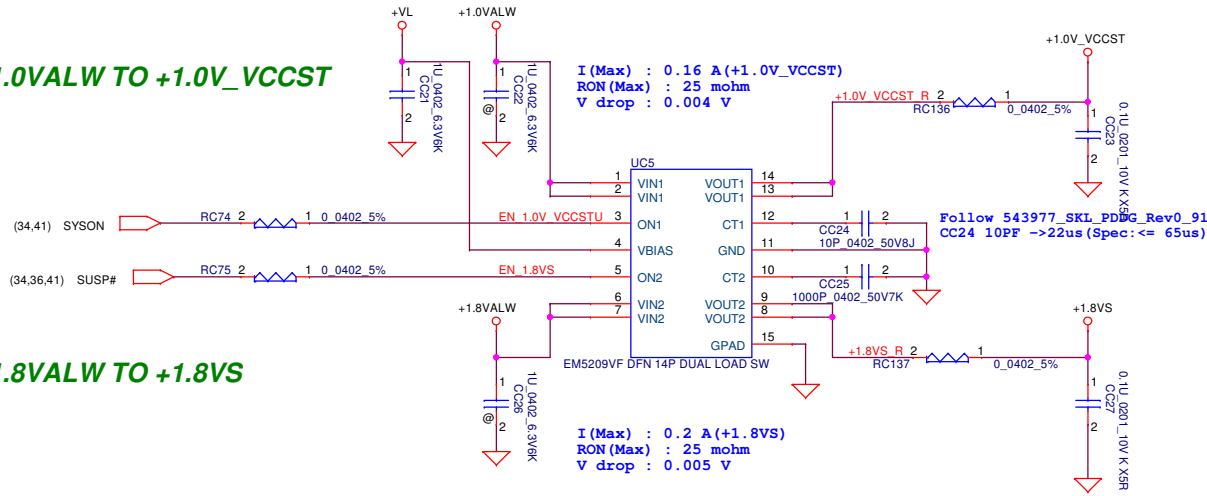 +VL
+1.0VALW
+1.0V_VCCST
.0VALW TO +1.0V_VCCST
1
CC21
1U_0402_6.3V6K
2
1
CC22
1U_0402_6.3V6K
@
2
I(Max) : 0.16 A(+1.0V_VCCST)
RON(Max) : 25 mohm
V drop : 0.004 V
+1.0V_VCCST_R
2
1
RC136
0_0402_5%
1
CC23
0.1U_0201_10V K X5R
2
UC5
1
VIN1
VOUT1
14
2
VIN1
VOUT1
13
(34,41)
SYSON
RC74
2
1
0_0402_5%
EN_1.0V_VCCSTU
3
ON1
CT1
12
1
2
CC24
10P_0402_50V8J
Follow 543977_SKL_PDDG_Rev0_91
CC24 10PF ->22us(Spec:<= 65us)
4
VBIAS
GND
11
(34,36,41)
SUSP#
RC75
2
1
0_0402_5%
EN_1.8VS
5
ON2
CT2
10
1
2
CC25
1000P_0402_50V7K
6
VIN2
VOUT2
9
7
VIN2
VOUT2
8
GPAD
15
EM5209VF DFN 14P DUAL LOAD SW
+1.8VALW
+1.8VS
+1.8VS_R
2
1
RC137
0_0402_5%
.8VALW TO +1.8VS
1
CC26
1U_0402_6.3V6K
@
2
1
CC27
0.1U_0201_10V K X5R
2
I(Max) : 0.2 A(+1.8VS)
RON(Max) : 25 mohm
V drop : 0.005 V